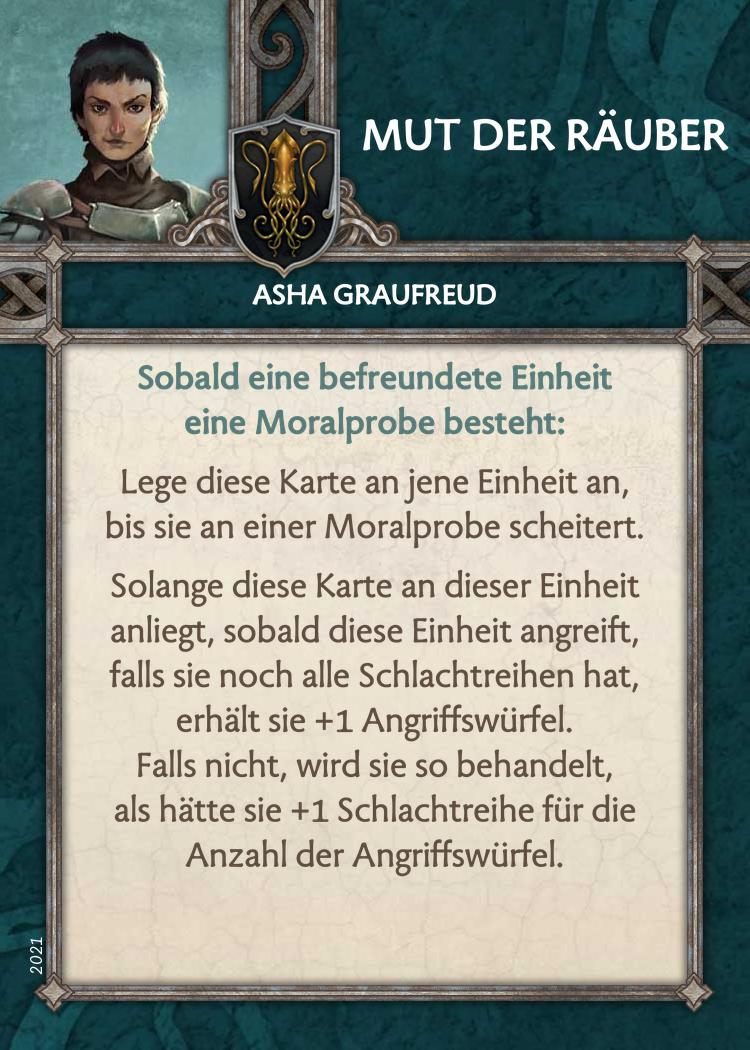 MUT DER RÄUBER
ASHA GRAUFREUD
Sobald eine befreundete Einheit
eine Moralprobe besteht:
Lege diese Karte an jene Einheit an,
bis sie an einer Moralprobe scheitert.
Solange diese Karte an dieser Einheit
anliegt, sobald diese Einheit angreift,
falls sie noch alle Schlachtreihen hat,
erhält sie +1 Angriffswürfel.
Falls nicht, wird sie so behandelt,
als hätte sie +1 Schlachtreihe für die
Anzahl der Angriffswürfel.
2021